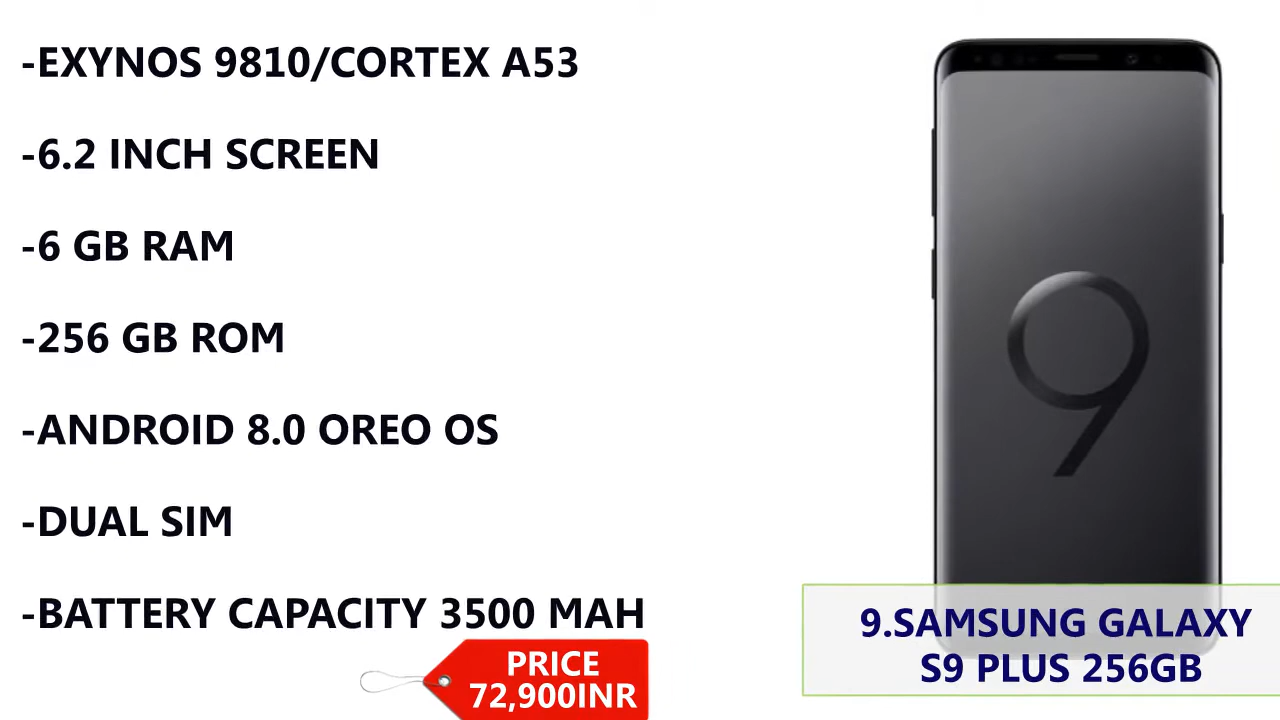 -EXYNOS 9810/CORTEX A53
-6.2 INCH SCREEN
-6 GB RAM
-256 GB ROM
-ANDROID 8.0 OREO OS
-DUAL SIM
-BATTERY CAPACITY 3500 MAH
PRICE
72,900INR
9
9.SAMSUNG GALAXY
S9 PLUS 256GB